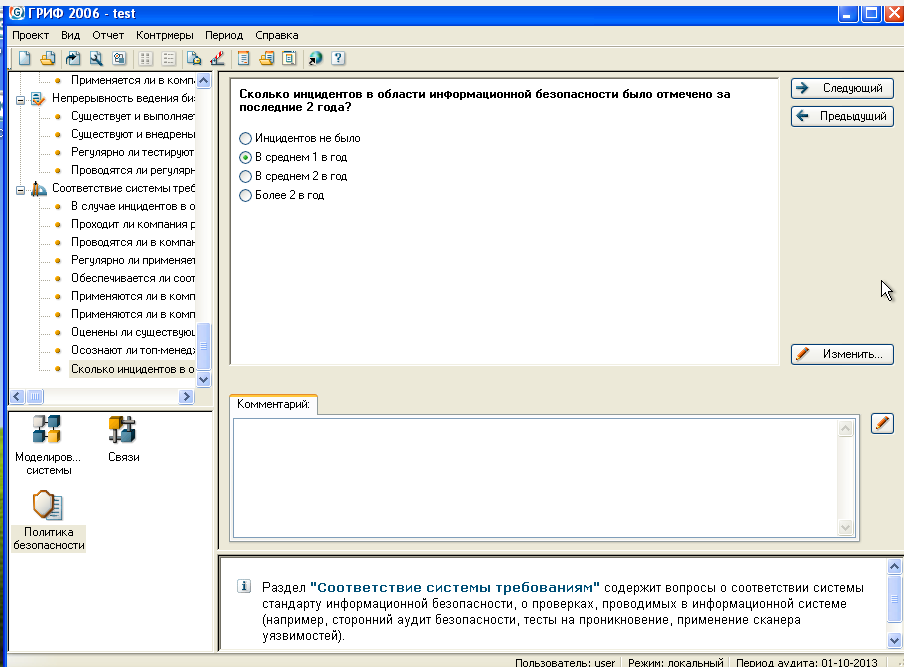 ГРИФ 2006 - test
Проект Вид Отчет Контрмеры Период Справка
Применяется ли в комп
Непрерывность ведения би
Существует и выполняет
Существуют и внедрены
Регулярно ли тестируют
Проводятся ли регулярн
Соответствие системы треб
В случае инцидентов в о
Проходит ли компания р
Проводятся ли в компан
Регулярно ли применяет
Обеспечивается ли соот
Применяются ли в комп
Применяются ли в комп
Оценены ли существующ
Осознают ли топ-менед
Сколько инцидентов в о
Моделиров...
системы
Связи
Политика
безопасности
Сколько инцидентов в области информационной безопасности было отмечено за
последние 2 года?
Инцидентов не было
В среднем 1 в год
В среднем 2 в год
Более 2 в год
Следующий
Предыдущий
Изменить...
Комментарий:
Раздел "Соответствие системы требованиям" содержит вопросы о соответствии системы
стандарту информационной безопасности, о проверках, проводимых в информационной системе
(например, сторонний аудит безопасности, тесты на проникновение, применение сканера
уязвимостей).
Пользователь: user Режим: локальный Период аудита: 01-10-2013